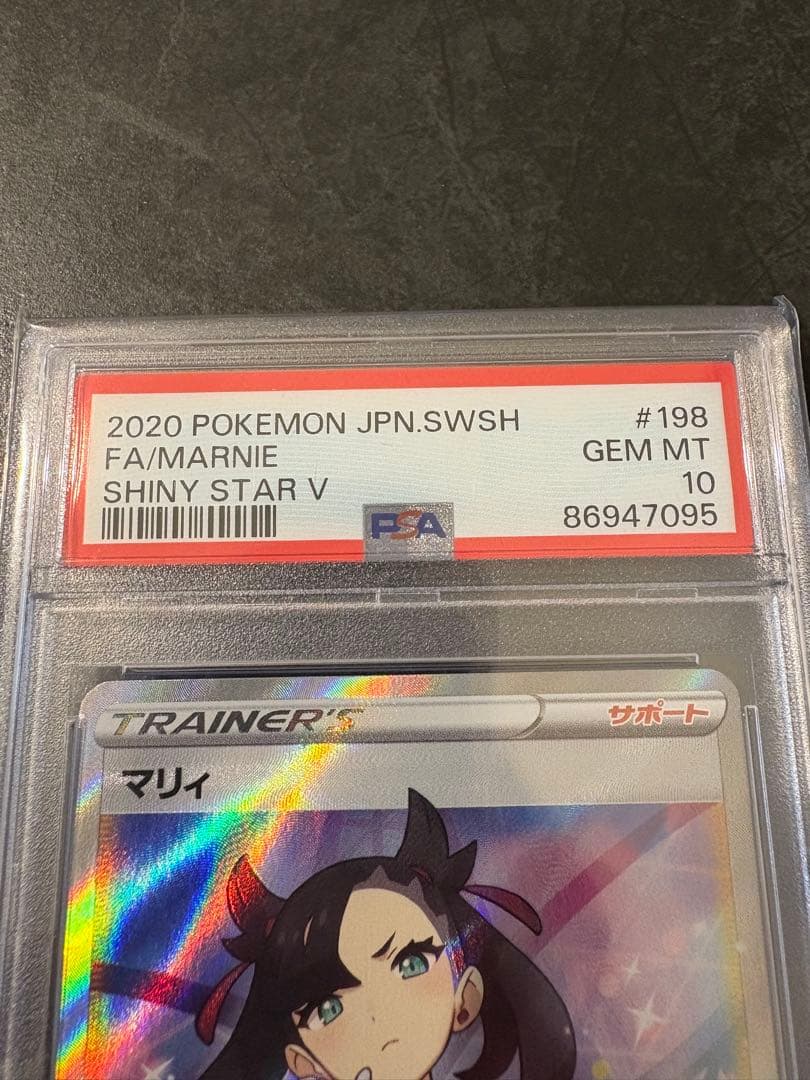 2020 POKEMON JPN.SWSH #198
FA/MARNIE GEM MT
SHINY STAR V 10
PSA 86947095
TRAINER'S サポート
マリィ